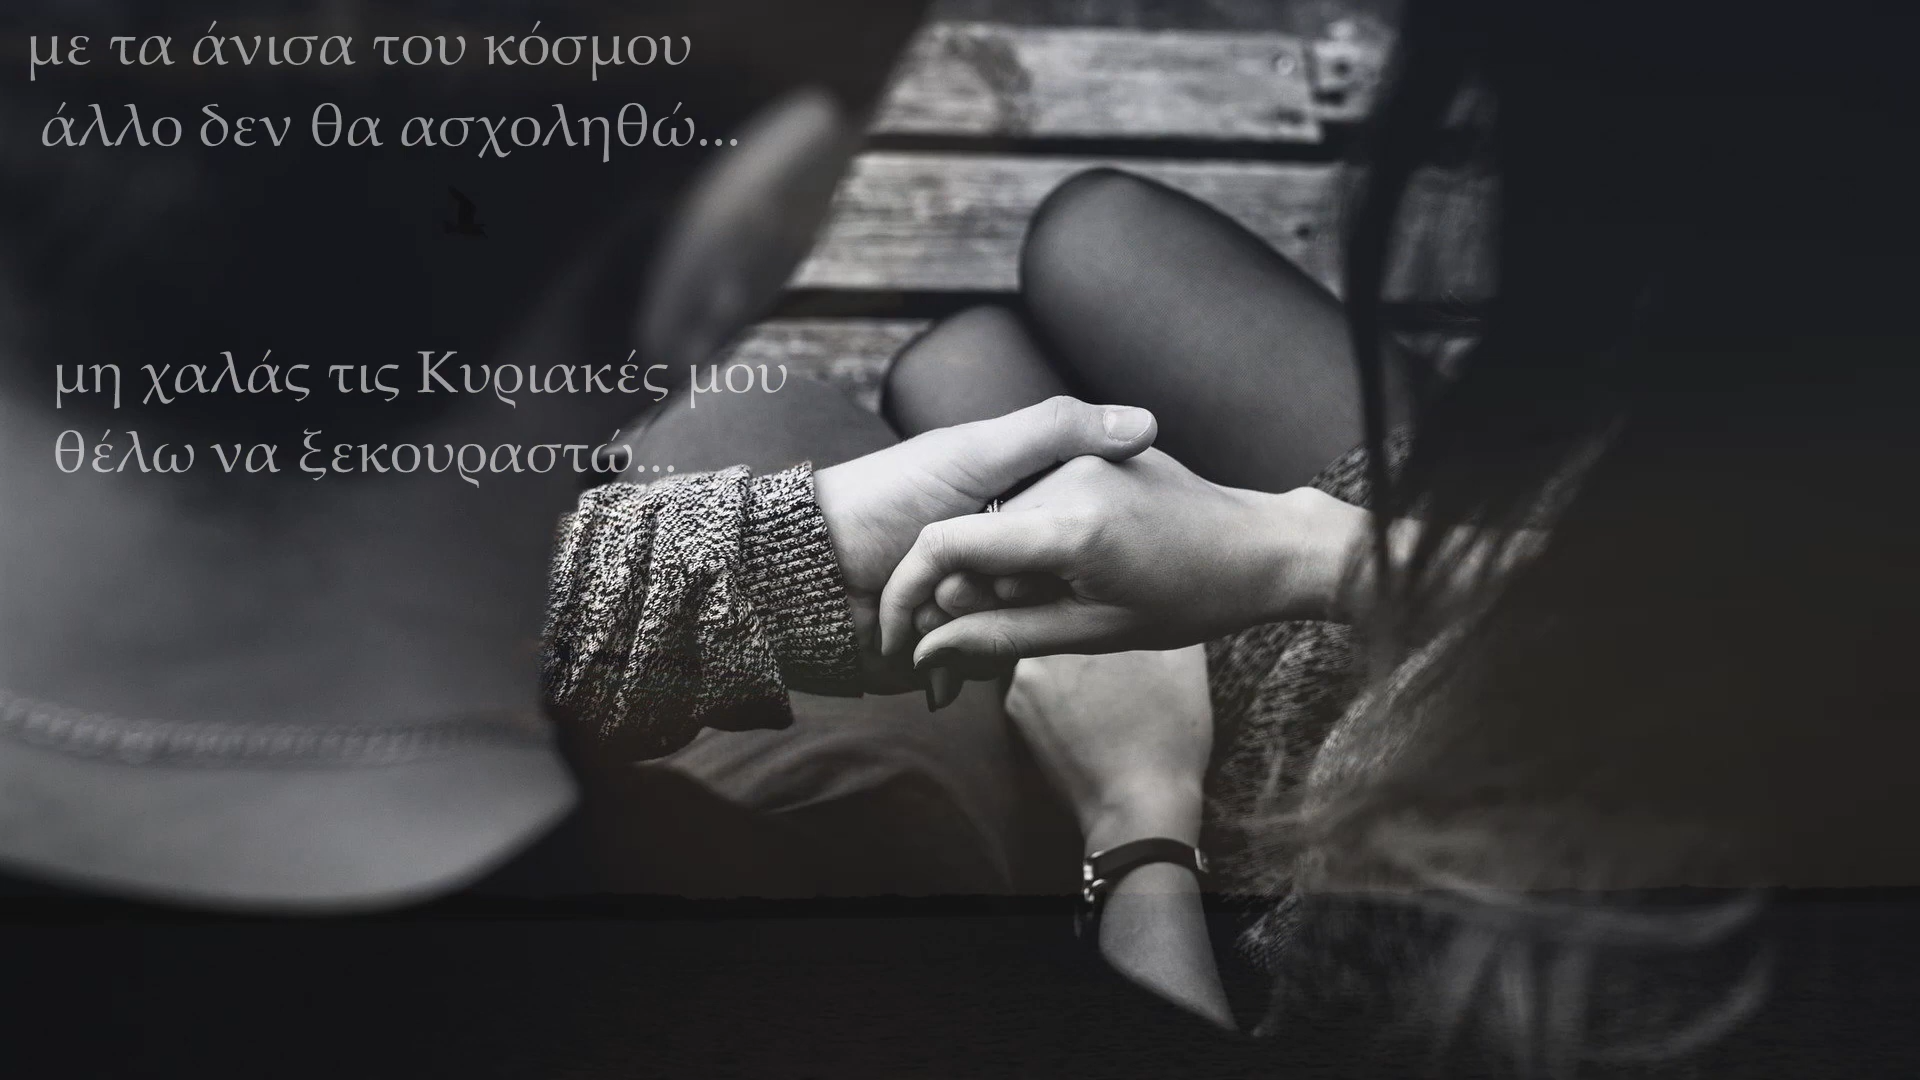 με τα άνισα του κόσμου
άλλο δεν θα ασχοληθώ...
μη χαλάς τις Κυριακές μου
θέλω να ξεκουραστώ...